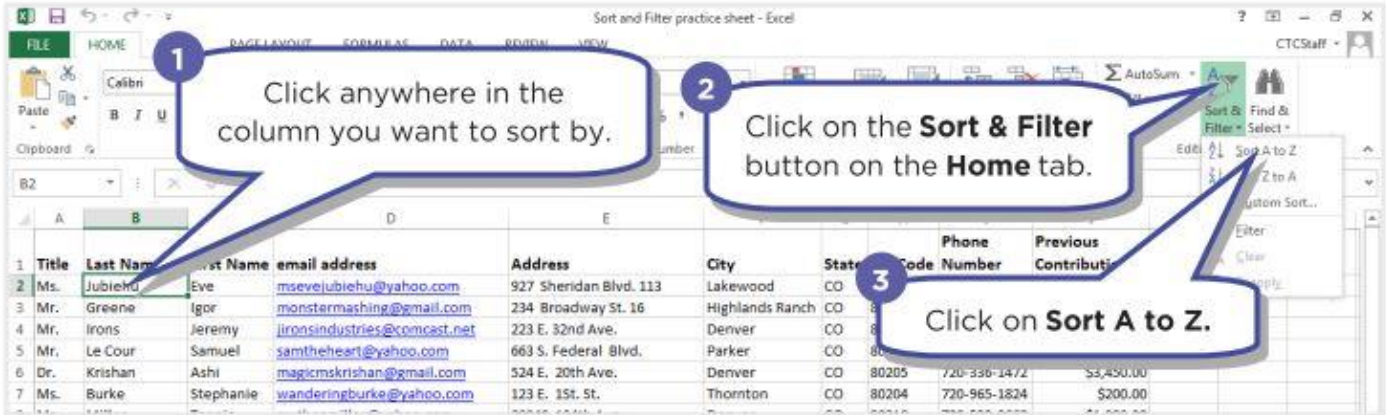 Sort and Filter practice sheet - Excel
FILE HOME PAGE LAYOUT FORMULAS DATA REVIEW VIEW CTCStaff
1
Click anywhere in the
column you want to sort by.
2
Click on the Sort & Filter
button on the Home tab.
3
Click on Sort A to Z.
Paste
Calibri
B I U
Clipboard
AutoSum
Sort &
Filter
Find &
Select
Sort A to Z
Z to A
Custom Sort...
Filter
Clear
B2
A B D E
Title Last Name First Name email address Address City State Code Phone Number Previous
1
2 Ms. Jubiehu Eve msevejubiehu@yahoo.com 927 Sheridan Blvd. 113 Lakewood CO
3 Mr. Greene Igor monstermashing@gmail.com 234 Broadway St. 16 Highlands Ranch CO
4 Mr. Irons Jeremy jironsindustries@comcast.net 223 E. 32nd Ave. Denver CO
5 Mr. Le Cour Samuel samtheheart@yahoo.com 663 S. Federal Blvd. Parker CO
6 Dr. Krishan Ashi magicmskrishan@gmail.com 524 E. 20th Ave. Denver CO 80205 720-336-1472 $3,450.00
7 Ms. Burke Stephanie wanderingburke@yahoo.com 123 E. 1St. St. Thornton CO 80204 720-965-1824 $200.00